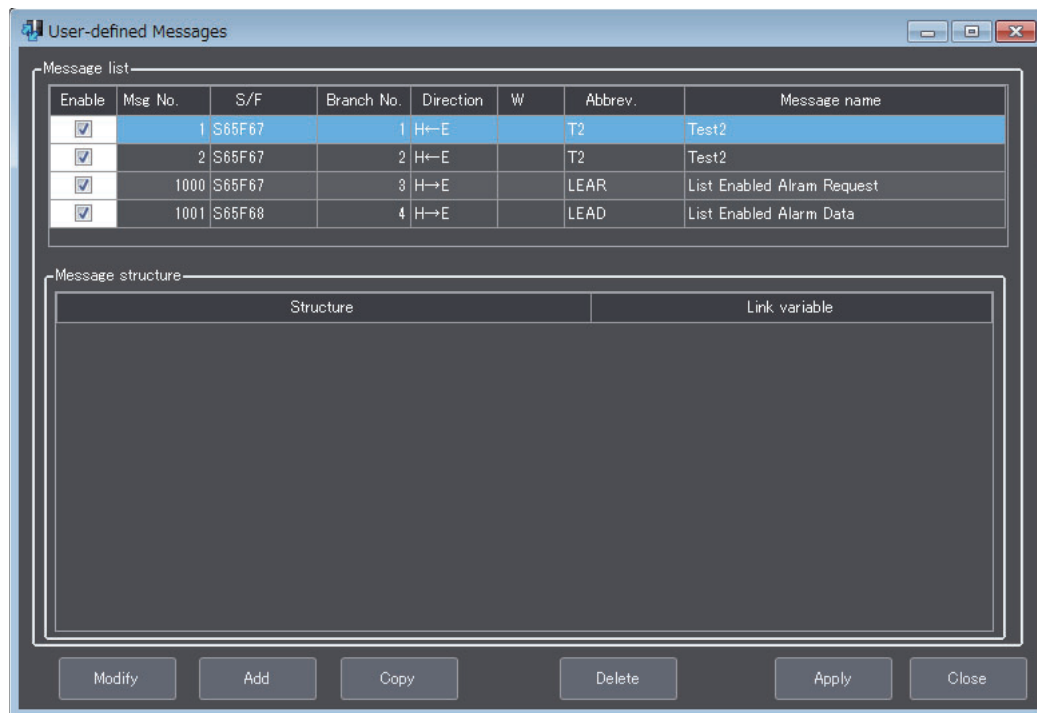 User-defined Messages
Message list
Enable Msg No. S/F Branch No. Direction W Abbrev. Message name
1 S65F67 1 H←E T2 Test2
2 S65F67 2 H←E T2 Test2
1000 S65F67 3 H→E LEAR List Enabled Alram Request
1001 S65F68 4 H→E LEAD List Enabled Alarm Data
Message structure
Structure Link variable
Modify Add Copy Delete Apply Close